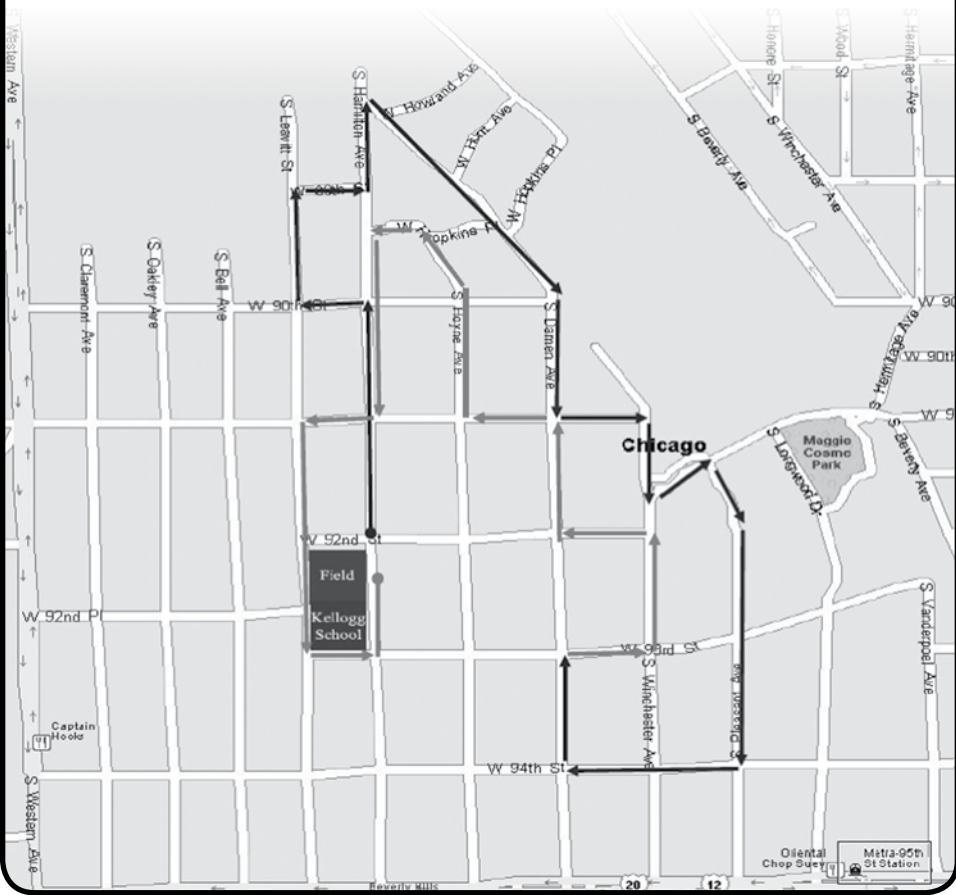 S Western Ave
S Honore St
S Wood St
S Hermitage Ave
S Hamilton Ave
W Howland Ave
S Leavitt St
W Hunt Ave
S Beverly Ave
S Winchester Ave
W Hopkins Pl
W 89th S
W Hopkins Pl
S Claremont Ave
S Oakley Ave
S Bell Ave
W 90th St
S Hoyne Ave
S Damen Ave
W 90
S Hermitage Ave
W 90th
W 9
Chicago
S Longwood Dr
Maggio
Cosme
Park
S Beverly Ave
W 92nd St
Field
Kellogg
School
W 92nd Pl
W 93rd St
S Vanderpoel Ave
S Winchester Ave
S Pleasant Ave
Captain
Hooks
W 94th St
S Western Ave
Oriental
Chop Suey
Metra-95th
St Station
Beverly Hills
20
12